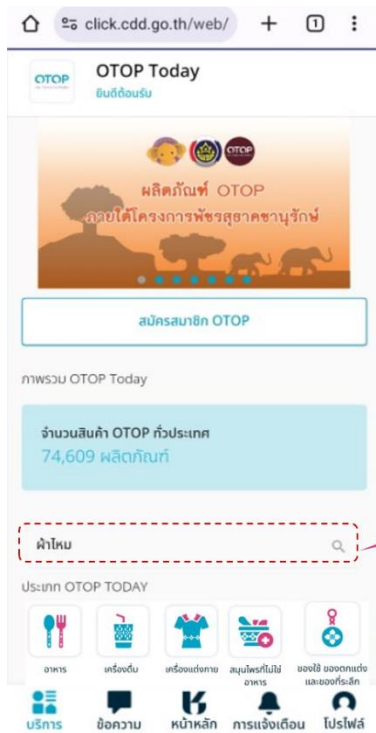 click.cdd.go.th/web/
1
OTOP
OTOP Today
ยินดีต้อนรับ
OTOP
ผลิตภัณฑ์ OTOP
ภายใต้โครงการพัชรสุธาคชานุรักษ์
สมัครสมาชิก OTOP
ภาพรวม OTOP Today
จำนวนสินค้า OTOP ทั่วประเทศ
74,609 ผลิตภัณฑ์
ผ้าไหม
ประเภท OTOP TODAY
อาหาร เครื่องดื่ม เครื่องแต่งกาย สมุนไพรที่ไม่ใช่ ของใช้ ของตกแต่ง
อาหาร และของที่ระลึก
บริการ ข้อความ หน้าหลัก การแจ้งเตือน โปรไฟล์